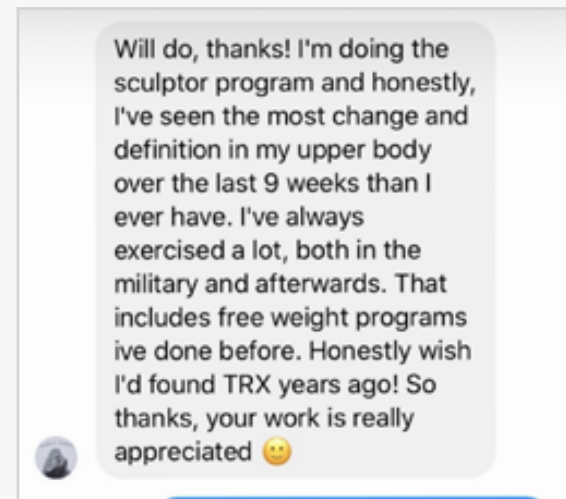 Will do, thanks! I'm doing the
sculptor program and honestly,
I've seen the most change and
definition in my upper body
over the last 9 weeks than I
ever have. I've always
exercised a lot, both in the
military and afterwards. That
includes free weight programs
ive done before. Honestly wish
I'd found TRX years ago! So
thanks, your work is really
appreciated 🙂